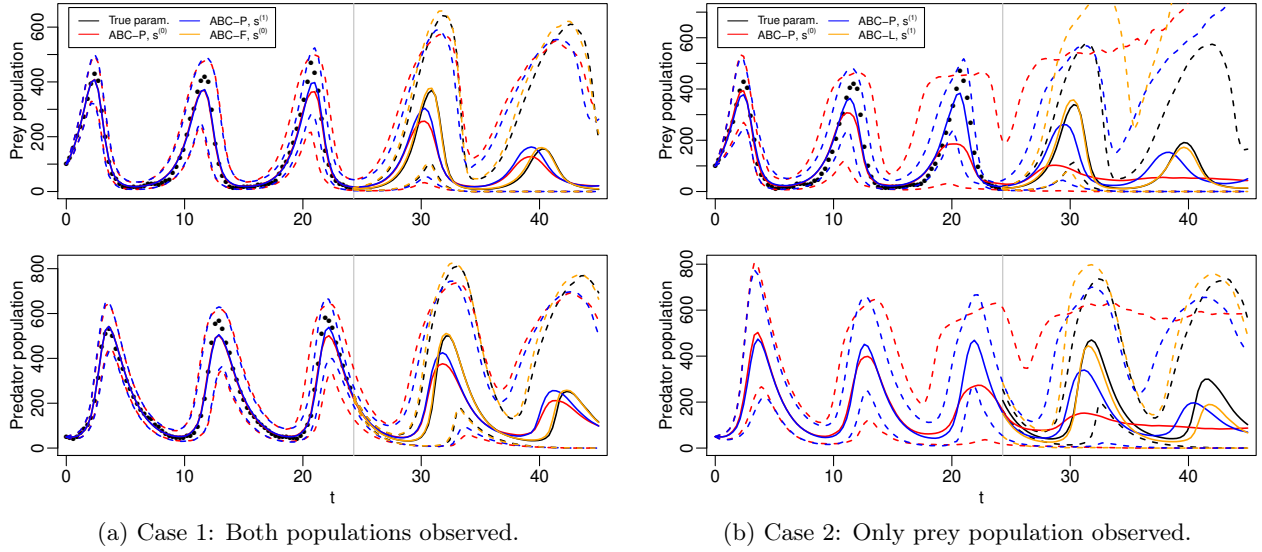 True param.
ABC−P, s(0)
ABC−P, s(1)
ABC−F, s(0)
Prey population
0 200 400 600
0 10 20 30 40
Predator population
0 200 400 600 800
0 10 20 30 40
t
(a) Case 1: Both populations observed.
True param.
ABC−P, s(0)
ABC−P, s(1)
ABC−L, s(1)
Prey population
0 200 400 600
0 10 20 30 40
Predator population
0 200 400 600 800
0 10 20 30 40
t
(b) Case 2: Only prey population observed.